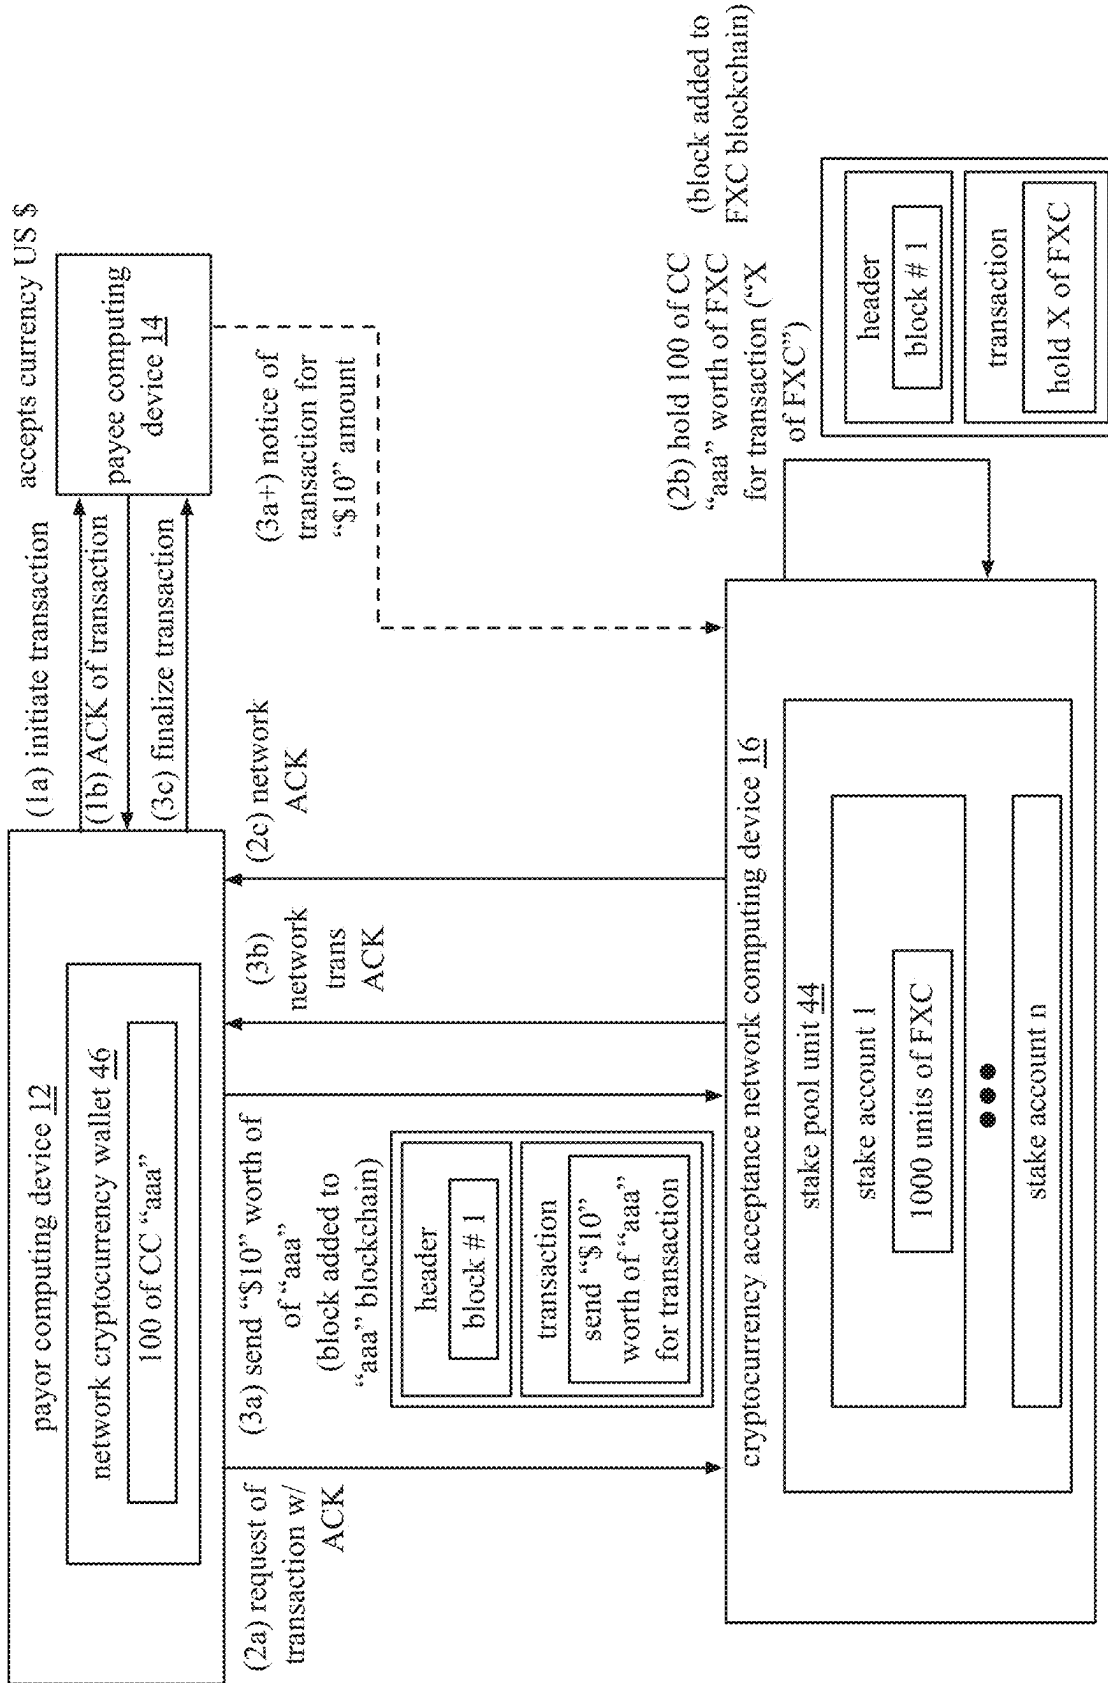 payor computing device 12
network cryptocurrency wallet 46
100 of CC “aaa”
(1a) initiate transaction
(1b) ACK of transaction
(3c) finalize transaction
accepts currency US $
payee computing
device 14
(2a) request of
transaction w/
ACK
(3a) send “$10” worth of
of “aaa”
(block added to
“aaa” blockchain)
header
block # 1
transaction
send “$10”
worth of “aaa”
for transaction
(3b)
network
trans
ACK
(2c) network
ACK
(3a+) notice of
transaction for
“$10” amount
cryptocurrency acceptance network computing device 16
stake pool unit 44
stake account 1
1000 units of FXC
stake account n
(2b) hold 100 of CC
“aaa” worth of FXC
for transaction (“X
of FXC”)
(block added to
FXC blockchain)
header
block # 1
transaction
hold X of FXC